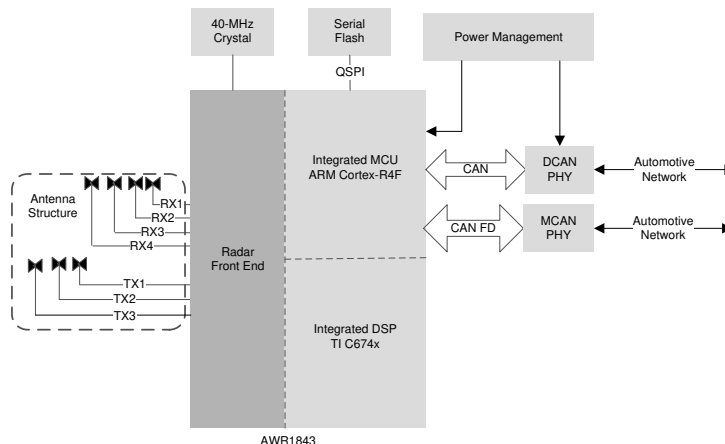 40-MHz
Crystal
Serial
Flash
Power Management
QSPI
Integrated MCU
ARM Cortex-R4F
CAN
DCAN
PHY
Automotive
Network
Antenna
Structure
RX1
RX2
RX3
RX4
CAN FD
MCAN
PHY
Automotive
Network
Radar
Front End
TX1
TX2
TX3
Integrated DSP
TI C674x
AWR1843